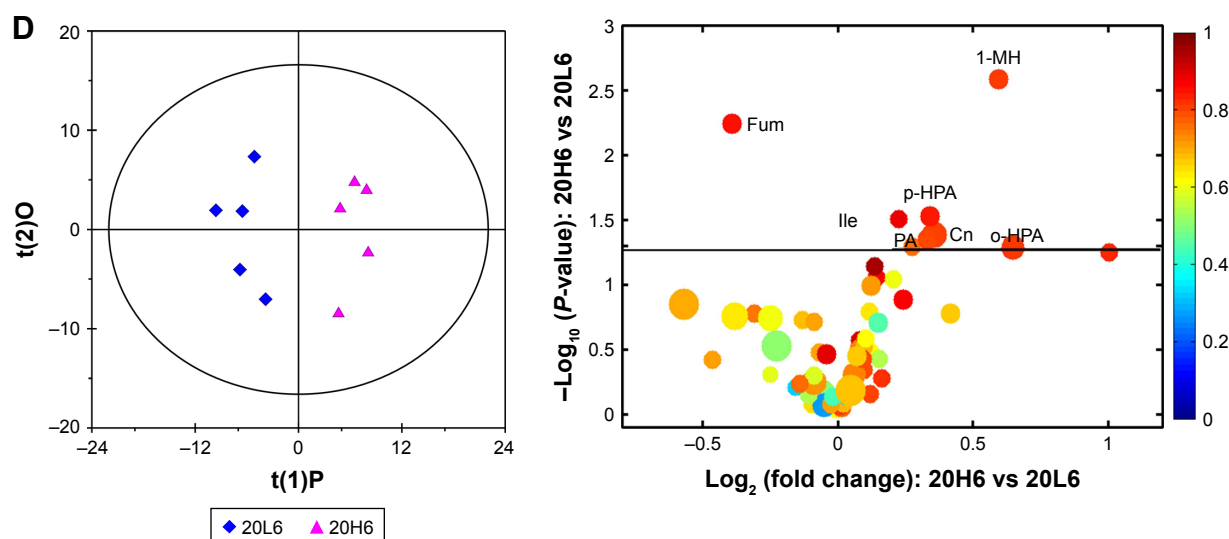 D
20
10
0
–10
–20
–24
–12
0
12
24
t(2)O
t(1)P
20L6
20H6
–Log10 (P-value): 20H6 vs 20L6
3
2.5
2
1.5
1
0.5
0
–0.5
0
0.5
1
Log2 (fold change): 20H6 vs 20L6
1-MH
Fum
p-HPA
Ile
PA
Cn
o-HPA
1
0.8
0.6
0.4
0.2
0